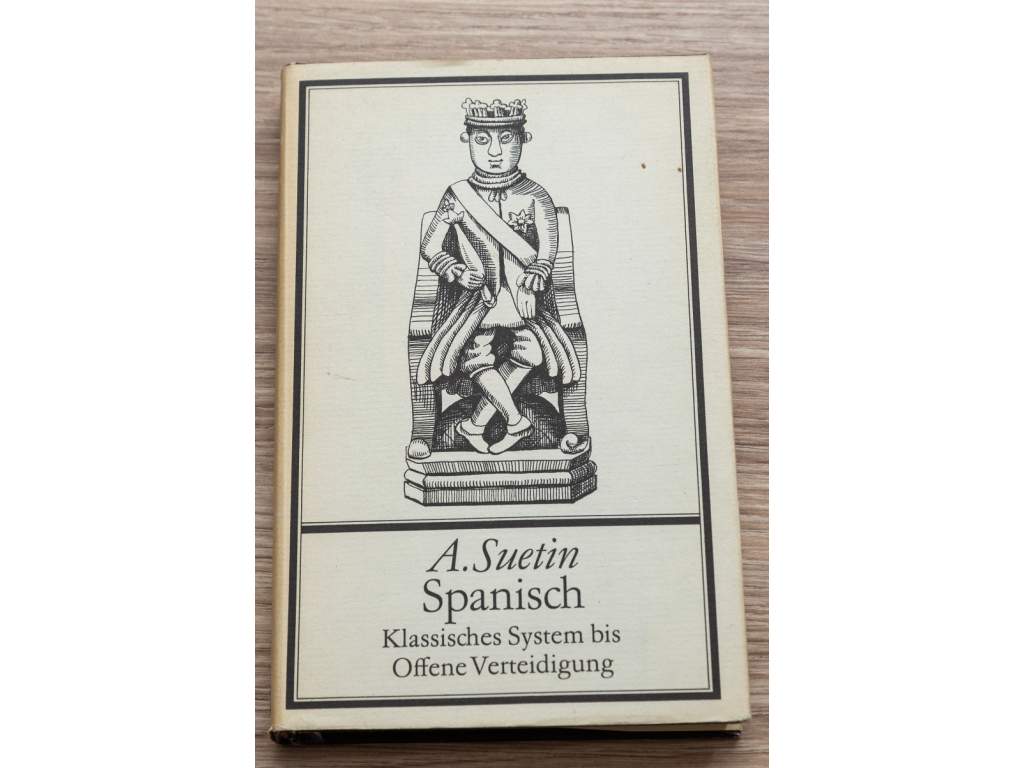 A. Suetin
Spanisch
Klassisches System bis
Offene Verteidigung